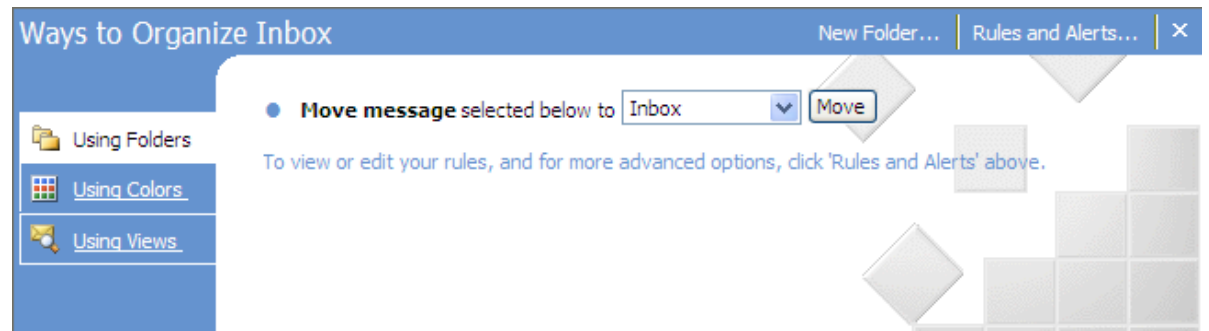 Ways to Organize Inbox
New Folder... Rules and Alerts... ×
Move message selected below to Inbox Move
Using Folders
To view or edit your rules, and for more advanced options, click 'Rules and Alerts' above.
Using Colors
Using Views